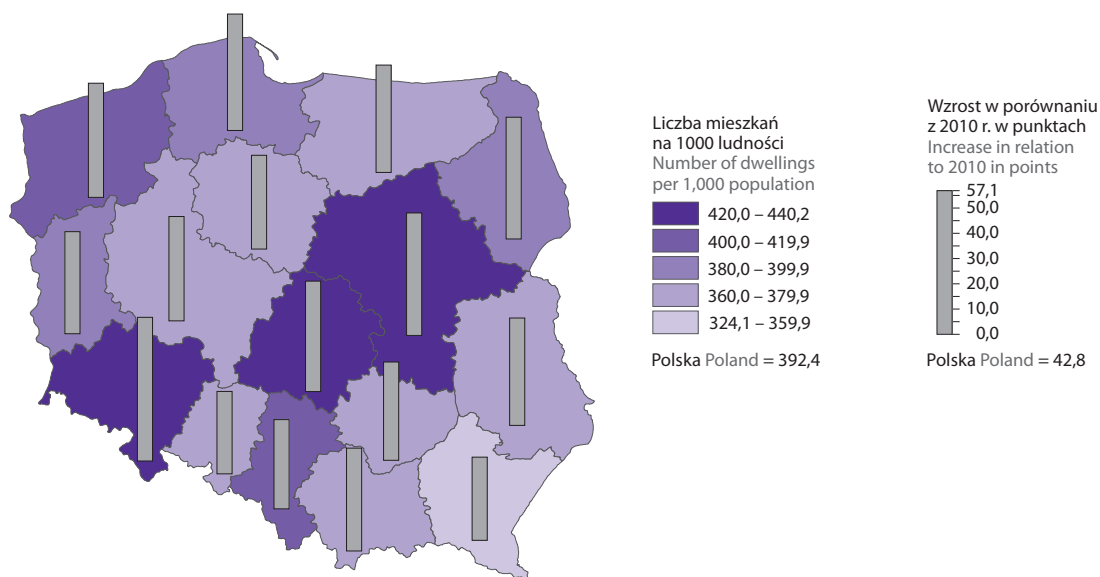 Liczba mieszkań
na 1000 ludności
Number of dwellings
per 1,000 population
420,0 – 440,2
400,0 – 419,9
380,0 – 399,9
360,0 – 379,9
324,1 – 359,9
Polska Poland = 392,4
Wzrost w porównaniu
z 2010 r. w punktach
Increase in relation
to 2010 in points
57,1
50,0
40,0
30,0
20,0
10,0
0,0
Polska Poland = 42,8